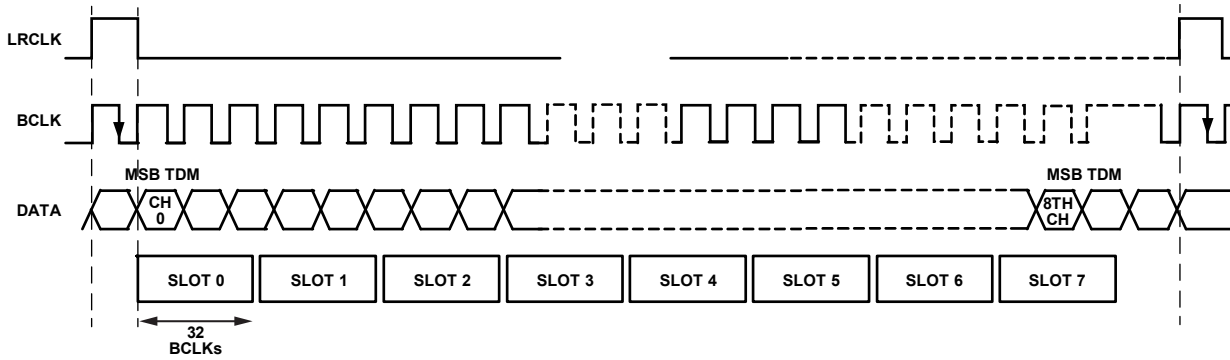 LRCLK
BCLK
MSB TDM
MSB TDM
DATA
CH
0
8TH
CH
SLOT 0
SLOT 1
SLOT 2
SLOT 3
SLOT 4
SLOT 5
SLOT 6
SLOT 7
32
BCLKs